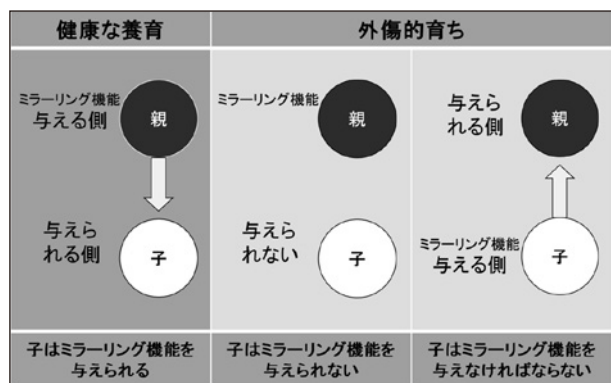 健康な養育
外傷的育ち
ミラーリング機能
与える側
親
与えら
れる側
子
ミラーリング機能
親
与えら
れない
子
与えら
れる側
親
ミラーリング機能
与える側
子
子はミラーリング機能を
与えられる
子はミラーリング機能を
与えられない
子はミラーリング機能を
与えなければならない